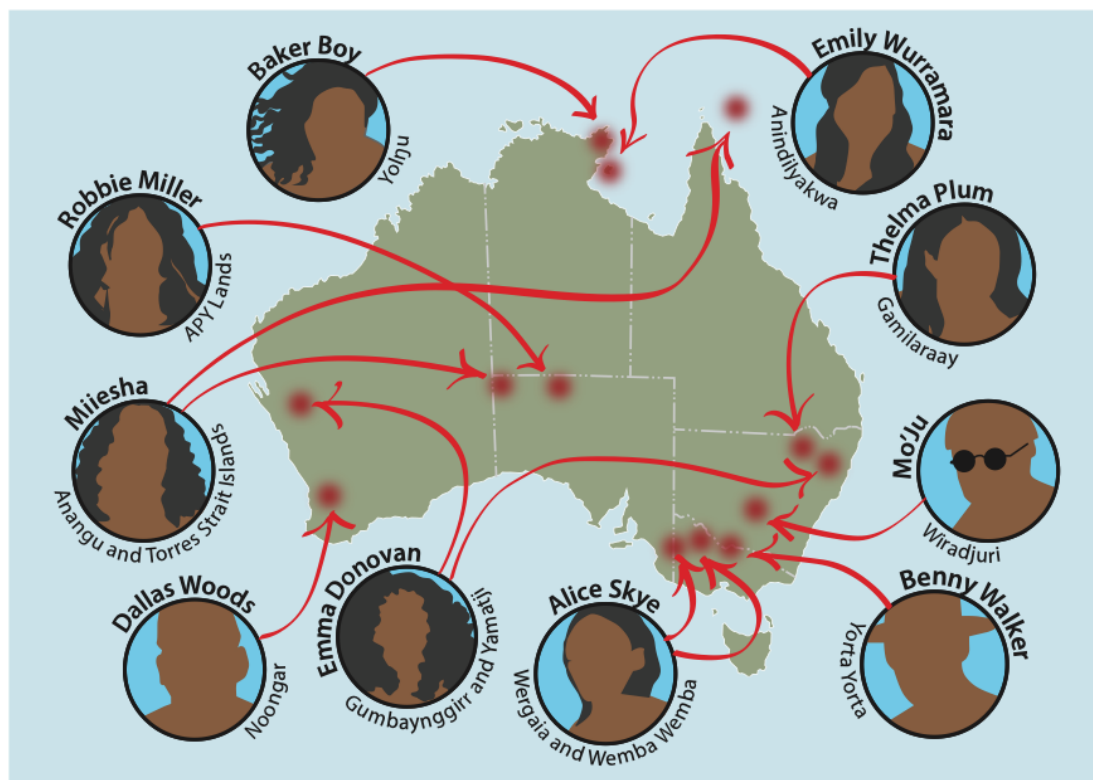 Baker Boy
Yolŋu
Emily Wurramara
Anindilyakwa
Robbie Miller
APY Lands
Thelma Plum
Gamilaraay
Miiesha
Anangu and Torres Strait Islands
Mo'Ju
Wiradjuri
Dallas Woods
Noongar
Emma Donovan
Gumbaynggirr and Yamatji
Alice Skye
Wergaia and Wemba Wemba
Benny Walker
Yorta Yorta